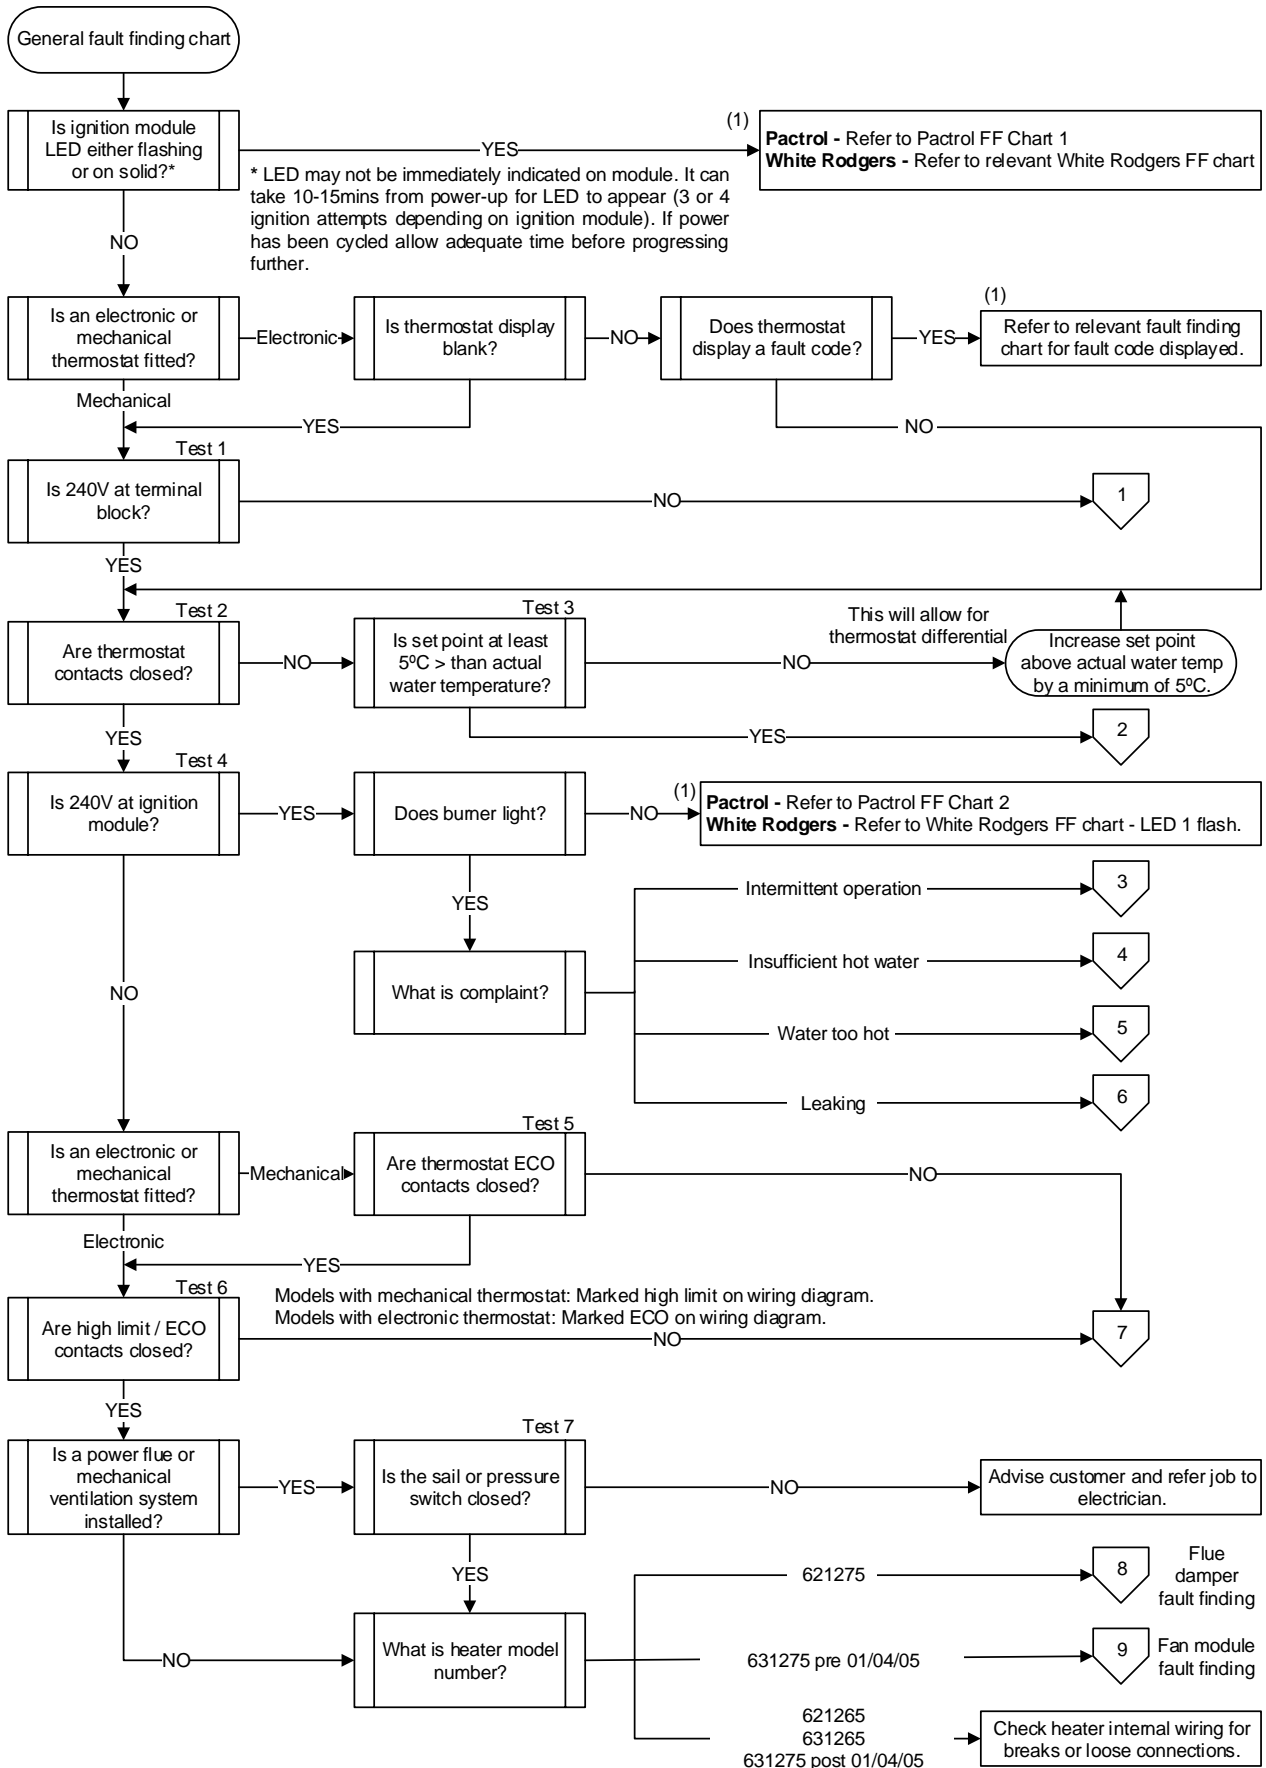 General fault finding chart
Is ignition module
LED either flashing
or on solid?*
YES
(1)
Pactrol - Refer to Pactrol FF Chart 1
White Rodgers - Refer to relevant White Rodgers FF chart
* LED may not be immediately indicated on module. It can
take 10-15mins from power-up for LED to appear (3 or 4
ignition attempts depending on ignition module). If power
has been cycled allow adequate time before progressing
further.
NO
Is an electronic or
mechanical
thermostat fitted?
Electronic
Is thermostat display
blank?
NO
Does thermostat
display a fault code?
YES
(1)
Refer to relevant fault finding
chart for fault code displayed.
Mechanical
YES
NO
Test 1
Is 240V at terminal
block?
NO
1
YES
Test 2
Are thermostat
contacts closed?
NO
Test 3
Is set point at least
5ºC > than actual
water temperature?
NO
This will allow for
thermostat differential
Increase set point
above actual water temp
by a minimum of 5ºC.
YES
2
YES
Test 4
Is 240V at ignition
module?
YES
Does burner light?
NO
(1)
Pactrol - Refer to Pactrol FF Chart 2
White Rodgers - Refer to White Rodgers FF chart - LED 1 flash.
YES
What is complaint?
Intermittent operation
3
Insufficient hot water
4
Water too hot
5
Leaking
6
NO
Is an electronic or
mechanical
thermostat fitted?
Mechanical
Test 5
Are thermostat ECO
contacts closed?
NO
Electronic
YES
Test 6
Are high limit / ECO
contacts closed?
Models with mechanical thermostat: Marked high limit on wiring diagram.
Models with electronic thermostat: Marked ECO on wiring diagram.
NO
7
YES
Is a power flue or
mechanical
ventilation system
installed?
YES
Test 7
Is the sail or pressure
switch closed?
NO
Advise customer and refer job to
electrician.
YES
NO
What is heater model
number?
621275
8
Flue
damper
fault finding
631275 pre 01/04/05
9
Fan module
fault finding
621265
631265
631275 post 01/04/05
Check heater internal wiring for
breaks or loose connections.